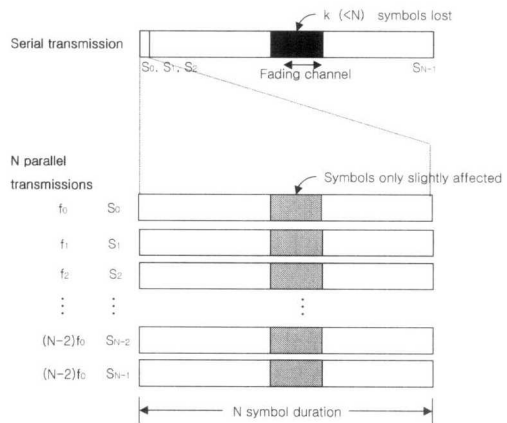 k (<N) symbols lost
Serial transmission
S0, S1, S2
Fading channel
SN-1
N parallel
transmissions
Symbols only slightly affected
f0 S0
f1 S1
f2 S2
⋮ ⋮ ⋮
(N-2)f0 SN-2
(N-2)f0 SN-1
N symbol duration